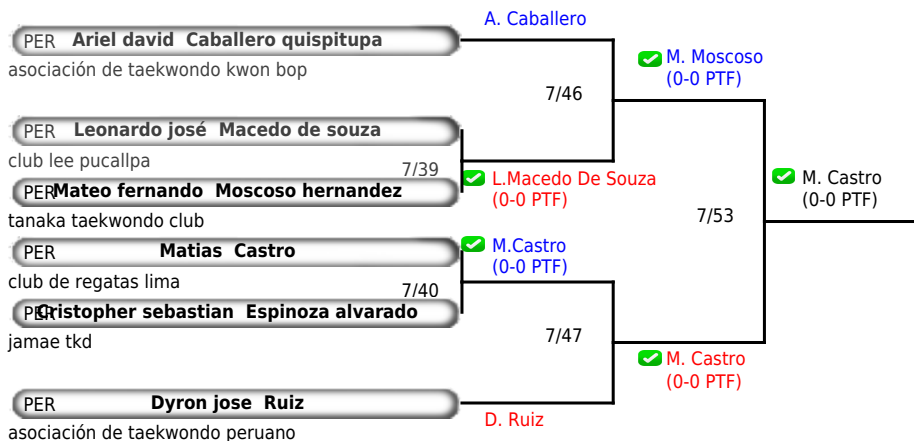 A. Caballero
PER Ariel david Caballero quispitupa
asociación de taekwondo kwon bop
M. Moscoso
(0-0 PTF)
7/46
PER Leonardo josé Macedo de souza
club lee pucallpa
7/39
L.Macedo De Souza
(0-0 PTF)
PER Mateo fernando Moscoso hernandez
tanaka taekwondo club
M. Castro
(0-0 PTF)
7/53
PER Matias Castro
club de regatas lima
M.Castro
(0-0 PTF)
7/40
PER Cristopher sebastian Espinoza alvarado
jamae tkd
7/47
M. Castro
(0-0 PTF)
PER Dyron jose Ruiz
asociación de taekwondo peruano
D. Ruiz